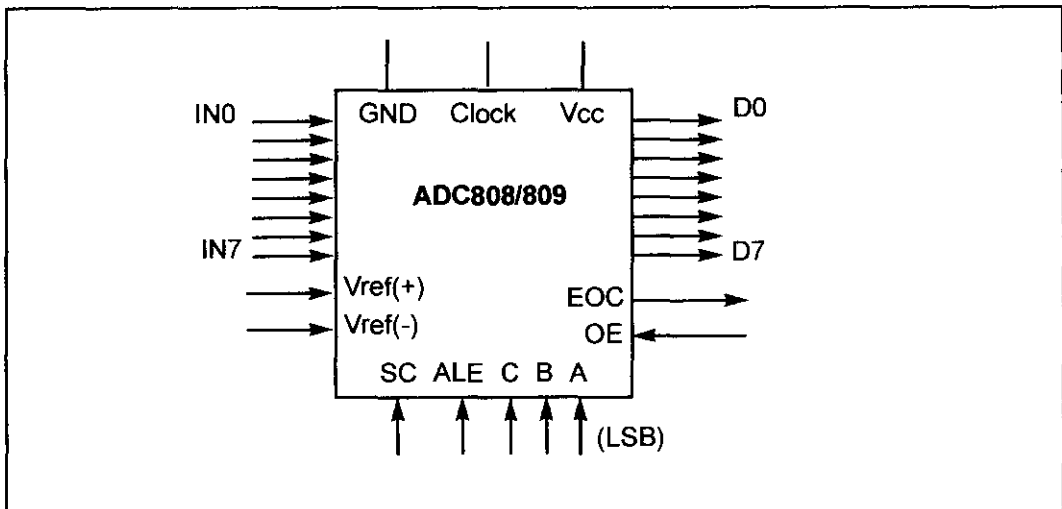 GND Clock Vcc
IN0 D0
ADC808/809
IN7 D7
Vref(+) EOC
Vref(-) OE
SC ALE C B A
(LSB)